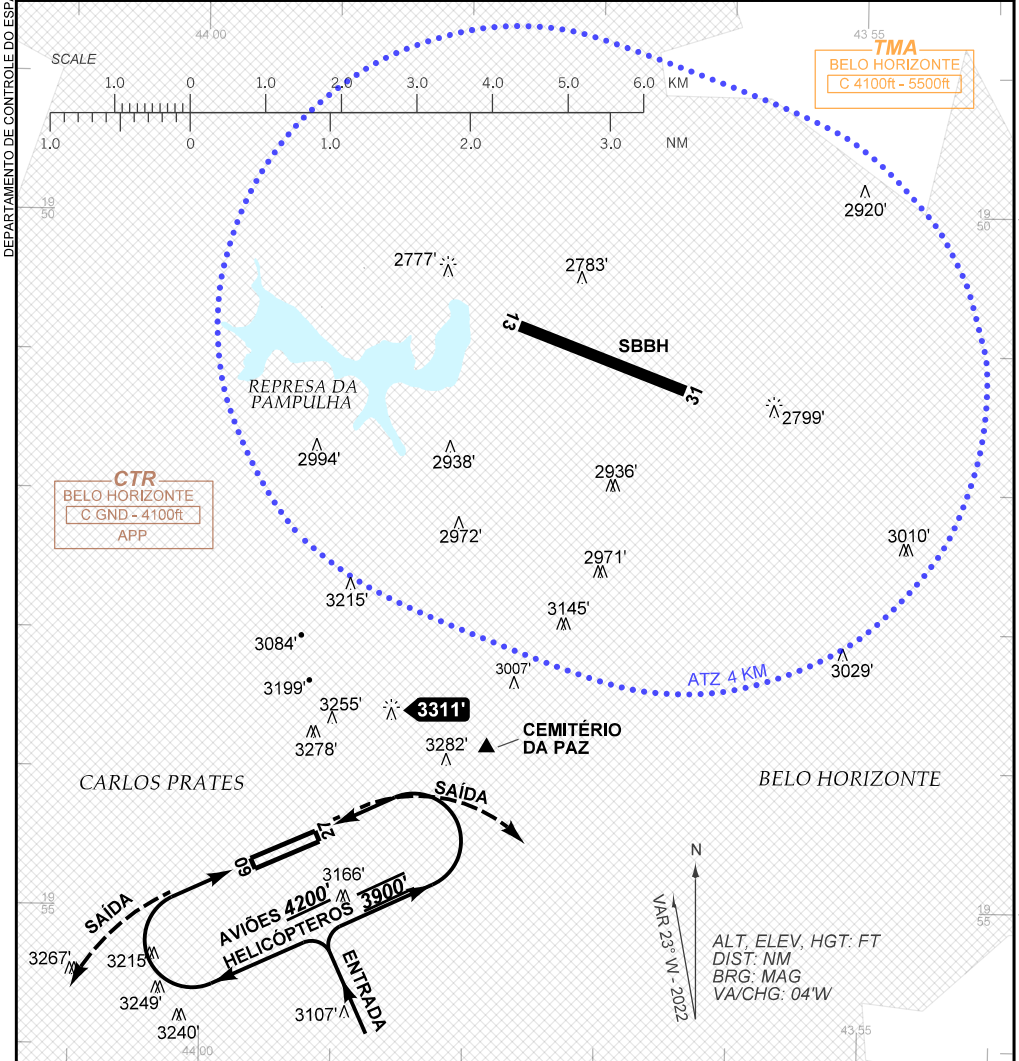 DEPARTAMENTO DE CONTROLE DO ESP
44 00
43 55
SCALE
TMA
BELO HORIZONTE
C 4100ft - 5500ft
1.0 0 1.0 2.0 3.0 4.0 5.0 6.0 KM
1.0 0 1.0 2.0 3.0 NM
19
50
2920'
19
50
2777'
2783'
13
SBBH
31
REPRESA DA
PAMPULHA
2799'
2994'
2938'
2936'
CTR
BELO HORIZONTE
C GND - 4100ft
APP
2972'
2971'
3010'
3215'
3145'
3084'
3007'
3029'
ATZ 4 KM
3199'
3255'
3311'
3278'
3282'
CEMITÉRIO
DA PAZ
CARLOS PRATES
BELO HORIZONTE
SAÍDA
27
09
N
3166'
AVIÕES 4200'
HELICÓPTEROS 3900'
SAÍDA
19
55
19
55
VAR 23° W - 2022
ALT, ELEV, HGT: FT
DIST: NM
BRG: MAG
VA/CHG: 04'W
3267'
3215'
3249'
3240'
3107'
ENTRADA
44 00
43 55